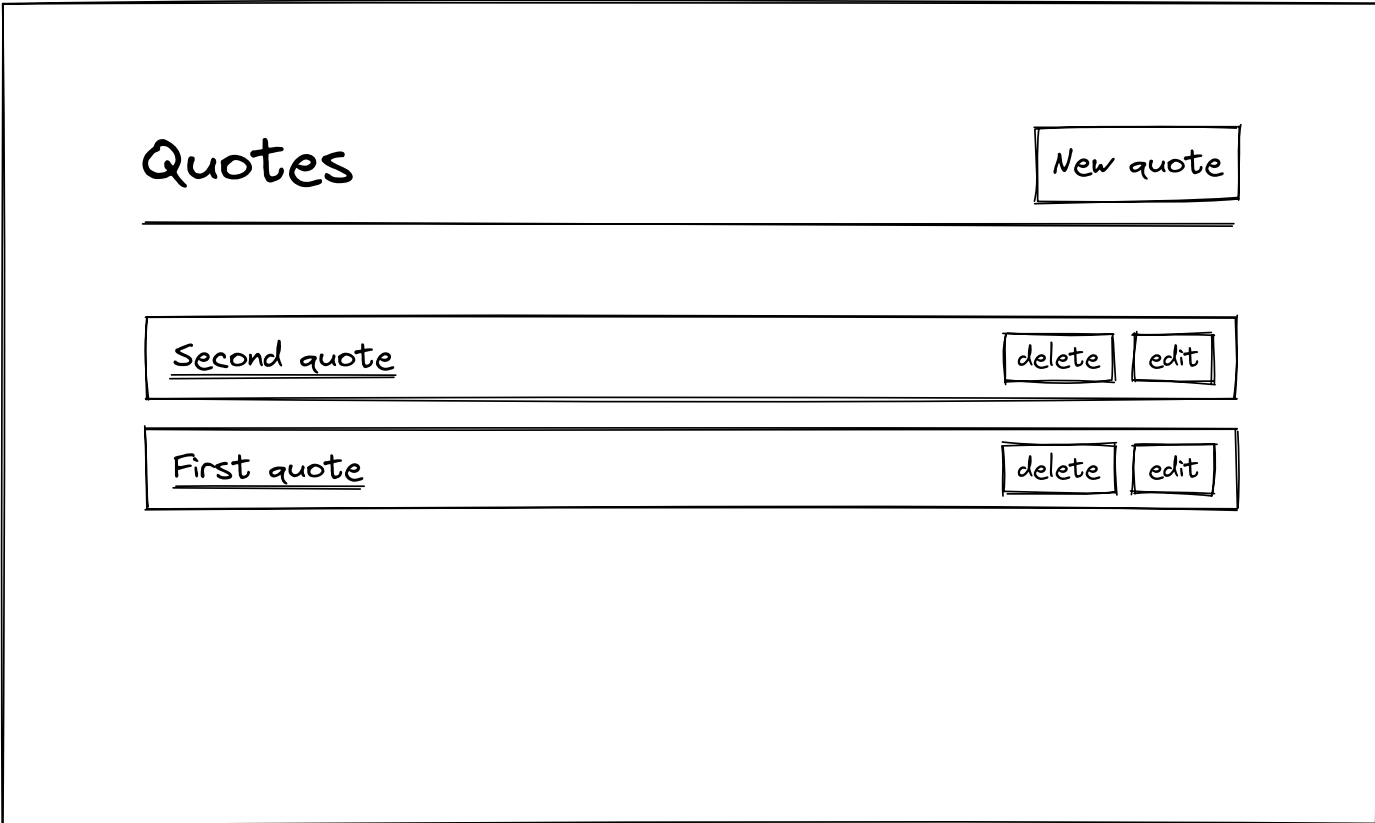 Quotes
New quote
Second quote
delete
edit
First quote
delete
edit